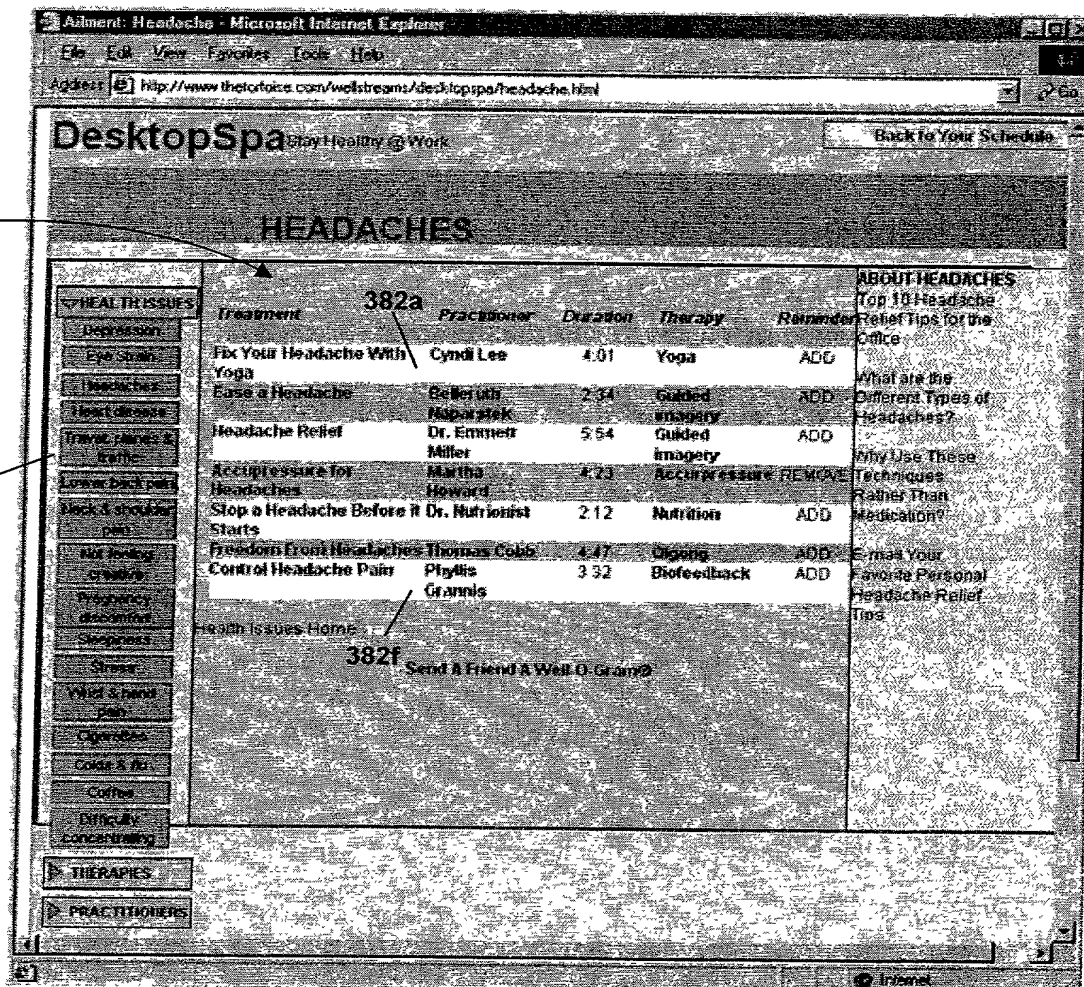 Ailment: Headache - Microsoft Internet Explorer
File Edit View Favorites Tools Help
Address http://www.thetortoise.com/wellstreams/desktopspa/headache.html Go
DesktopSpa Stay Healthy @ Work
Back to Your Schedule
HEADACHES
HEALTH ISSUES
Depression
Eye Strain
Headaches
Heart disease
Travel, planes &
traffic
Lower back pain
Neck & shoulder
pain
Not feeling
creative
Pregnancy
discomfort
Sleepiness
Stress
Wrist & hand
pain
Cigarettes
Colds & flu
Coffee
Difficulty
concentrating
THERAPIES
PRACTITIONERS
382a
Treatment Practitioner Duration Therapy Reminder
Fix Your Headache With Cyndi Lee 4:01 Yoga ADD
Yoga
Ease a Headache Belleruth 2:34 Guided ADD
Naparstek imagery
Headache Relief Dr. Emmett 5:54 Guided ADD
Miller imagery
Accupressure for Martha 4:23 Accurpressure REMOVE
Headaches Howard
Stop a Headache Before it Dr. Nutrionist 2:12 Nutrition ADD
Starts
Freedom From Headaches Thomas Cobb 4:47 Qigong ADD
Control Headache Pain Phyllis 3:32 Biofeedback ADD
Grannis
Health Issues Home
382f
Send A Friend A Well-O-Gram®
ABOUT HEADACHES
Top 10 Headache
Relief Tips for the
Office
What are the
Different Types of
Headaches?
Why Use These
Techniques
Rather Than
Medication?
E-mail Your
Favorite Personal
Headache Relief
Tips
Internet